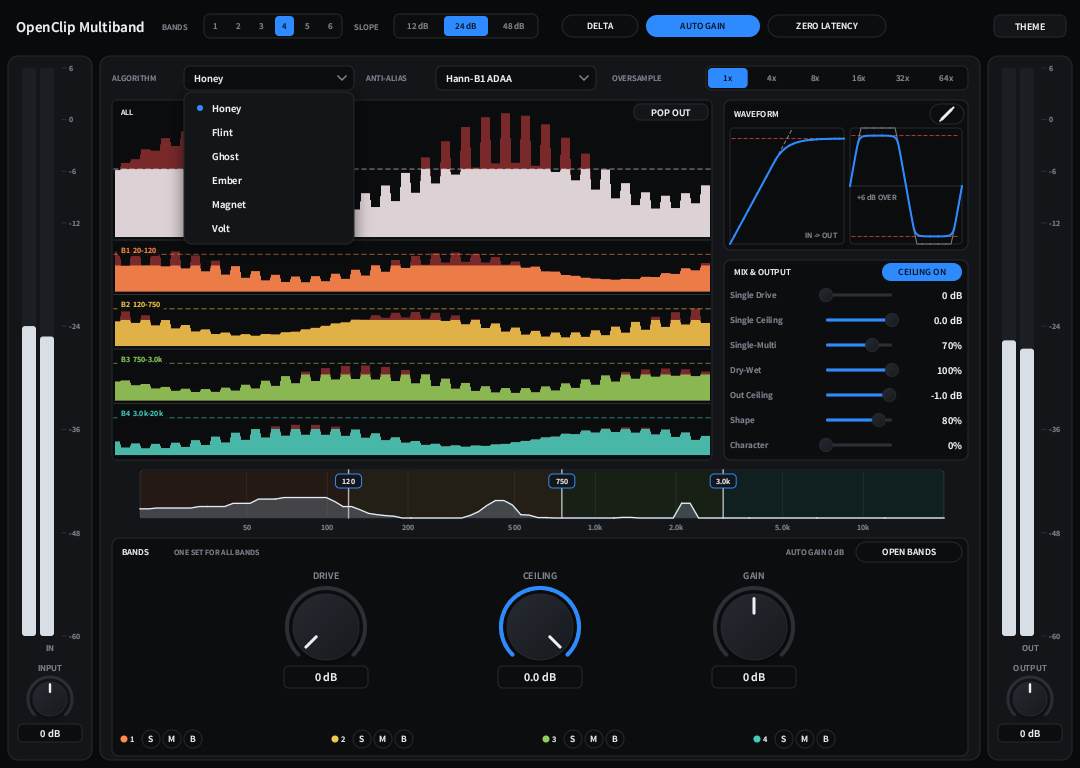 OpenClip Multiband BANDS 1 2 3 4 5 6 SLOPE 12 dB 24 dB 48 dB DELTA AUTO GAIN ZERO LATENCY THEME
ALGORITHM Honey ANTI-ALIAS Hann-B1 ADAA OVERSAMPLE 1x 4x 8x 16x 32x 64x
Honey
Flint
Ghost
Ember
Magnet
Volt
ALL POP OUT
B1 20-120
B2 120-750
B3 750-3.0k
B4 3.0k-20k
WAVEFORM
IN -> OUT
+6 dB OVER
MIX & OUTPUT CEILING ON
Single Drive 0 dB
Single Ceiling 0.0 dB
Single-Multi 70%
Dry-Wet 100%
Out Ceiling -1.0 dB
Shape 80%
Character 0%
120 750 3.0k
50 100 200 500 1.0k 2.0k 5.0k 10k
BANDS ONE SET FOR ALL BANDS AUTO GAIN 0 dB OPEN BANDS
DRIVE CEILING GAIN
0 dB 0.0 dB 0 dB
1 S M B 2 S M B 3 S M B 4 S M B
6
0
-6
-12
-24
-36
-48
-60
IN
INPUT
0 dB
6
0
-6
-12
-24
-36
-48
-60
OUT
OUTPUT
0 dB